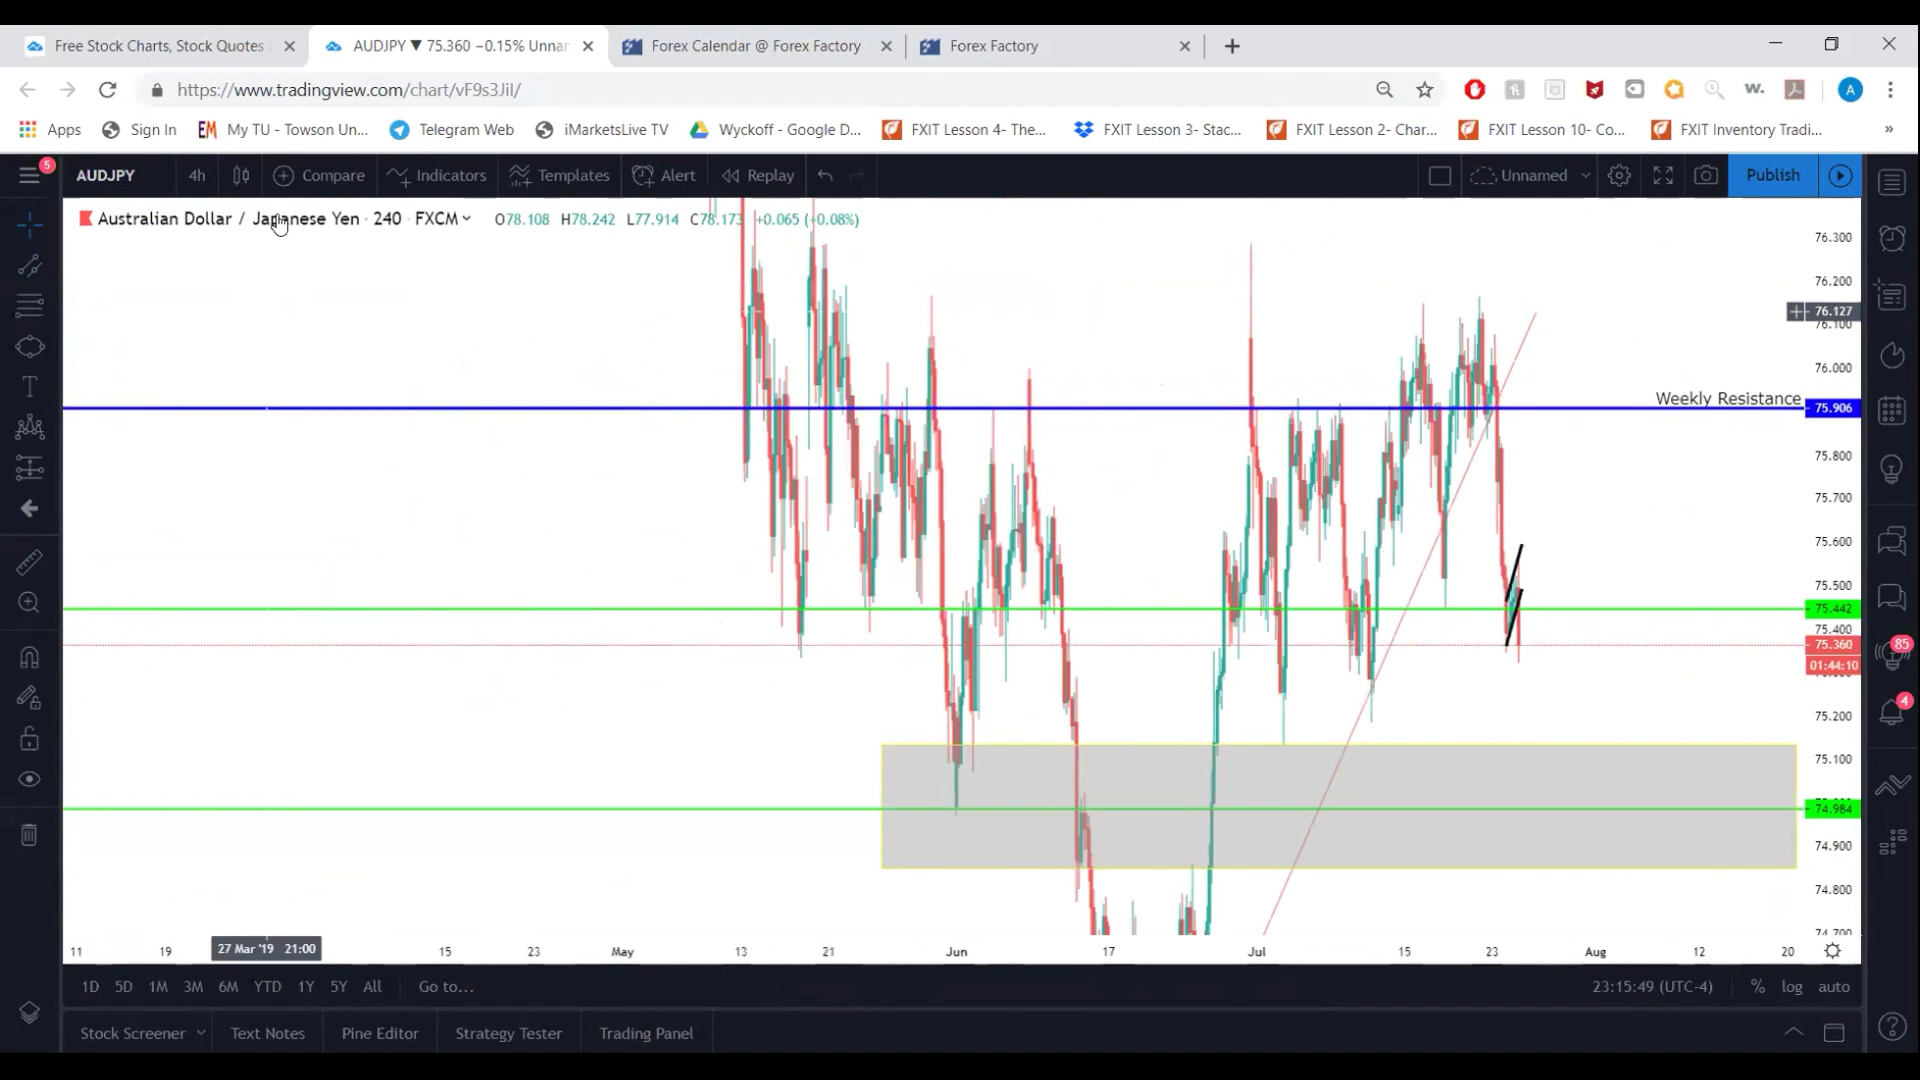 Free Stock Charts, Stock Quotes
AUDJPY ▼ 75.360 −0.15% Unnar
Forex Calendar @ Forex Factory
Forex Factory
https://www.tradingview.com/chart/vF9s3Jil/
A
Apps
Sign In
EM My TU - Towson Un...
Telegram Web
iMarketsLive TV
Wyckoff - Google D...
FXIT Lesson 4- The...
FXIT Lesson 3- Stac...
FXIT Lesson 2- Char...
FXIT Lesson 10- Co...
FXIT Inventory Tradi...
»
5
AUDJPY
4h
Compare
Indicators
Templates
Alert
Replay
Unnamed
Publish
Australian Dollar / Japanese Yen · 240 · FXCM
O78.108 H78.242 L77.914 C78.173 +0.065 (+0.08%)
76.300
76.200
76.127
76.100
76.000
Weekly Resistance
75.906
75.800
75.700
75.600
75.500
75.442
75.400
75.360
01:44:10
75.200
75.100
74.984
74.900
74.800
74.700
85
4
11 19 27 Mar '19 21:00 15 23 May 13 21 Jun 17 Jul 15 23 Aug 12 20
1D 5D 1M 3M 6M YTD 1Y 5Y All Go to...
23:15:49 (UTC-4) % log auto
Stock Screener Text Notes Pine Editor Strategy Tester Trading Panel